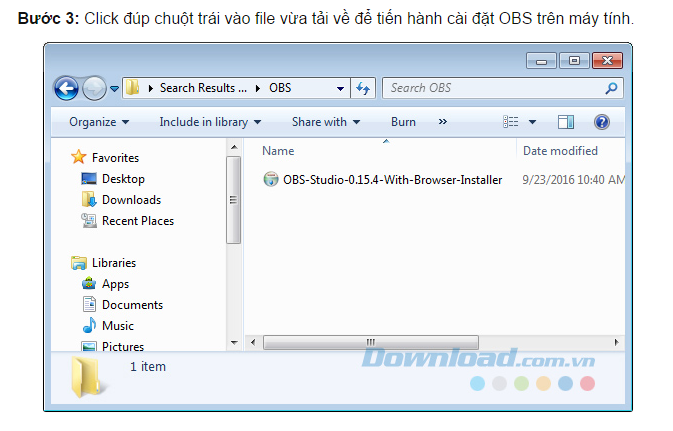 Bước 3: Click đúp chuột trái vào file vừa tải về để tiến hành cài đặt OBS trên máy tính.
Search Results ... OBS
Search OBS
Organize Include in library Share with Burn »
Favorites
Desktop
Downloads
Recent Places
Libraries
Apps
Documents
Music
Pictures
Name Date modified
OBS-Studio-0.15.4-With-Browser-Installer 9/23/2016 10:40 AM
1 item
Download.com.vn